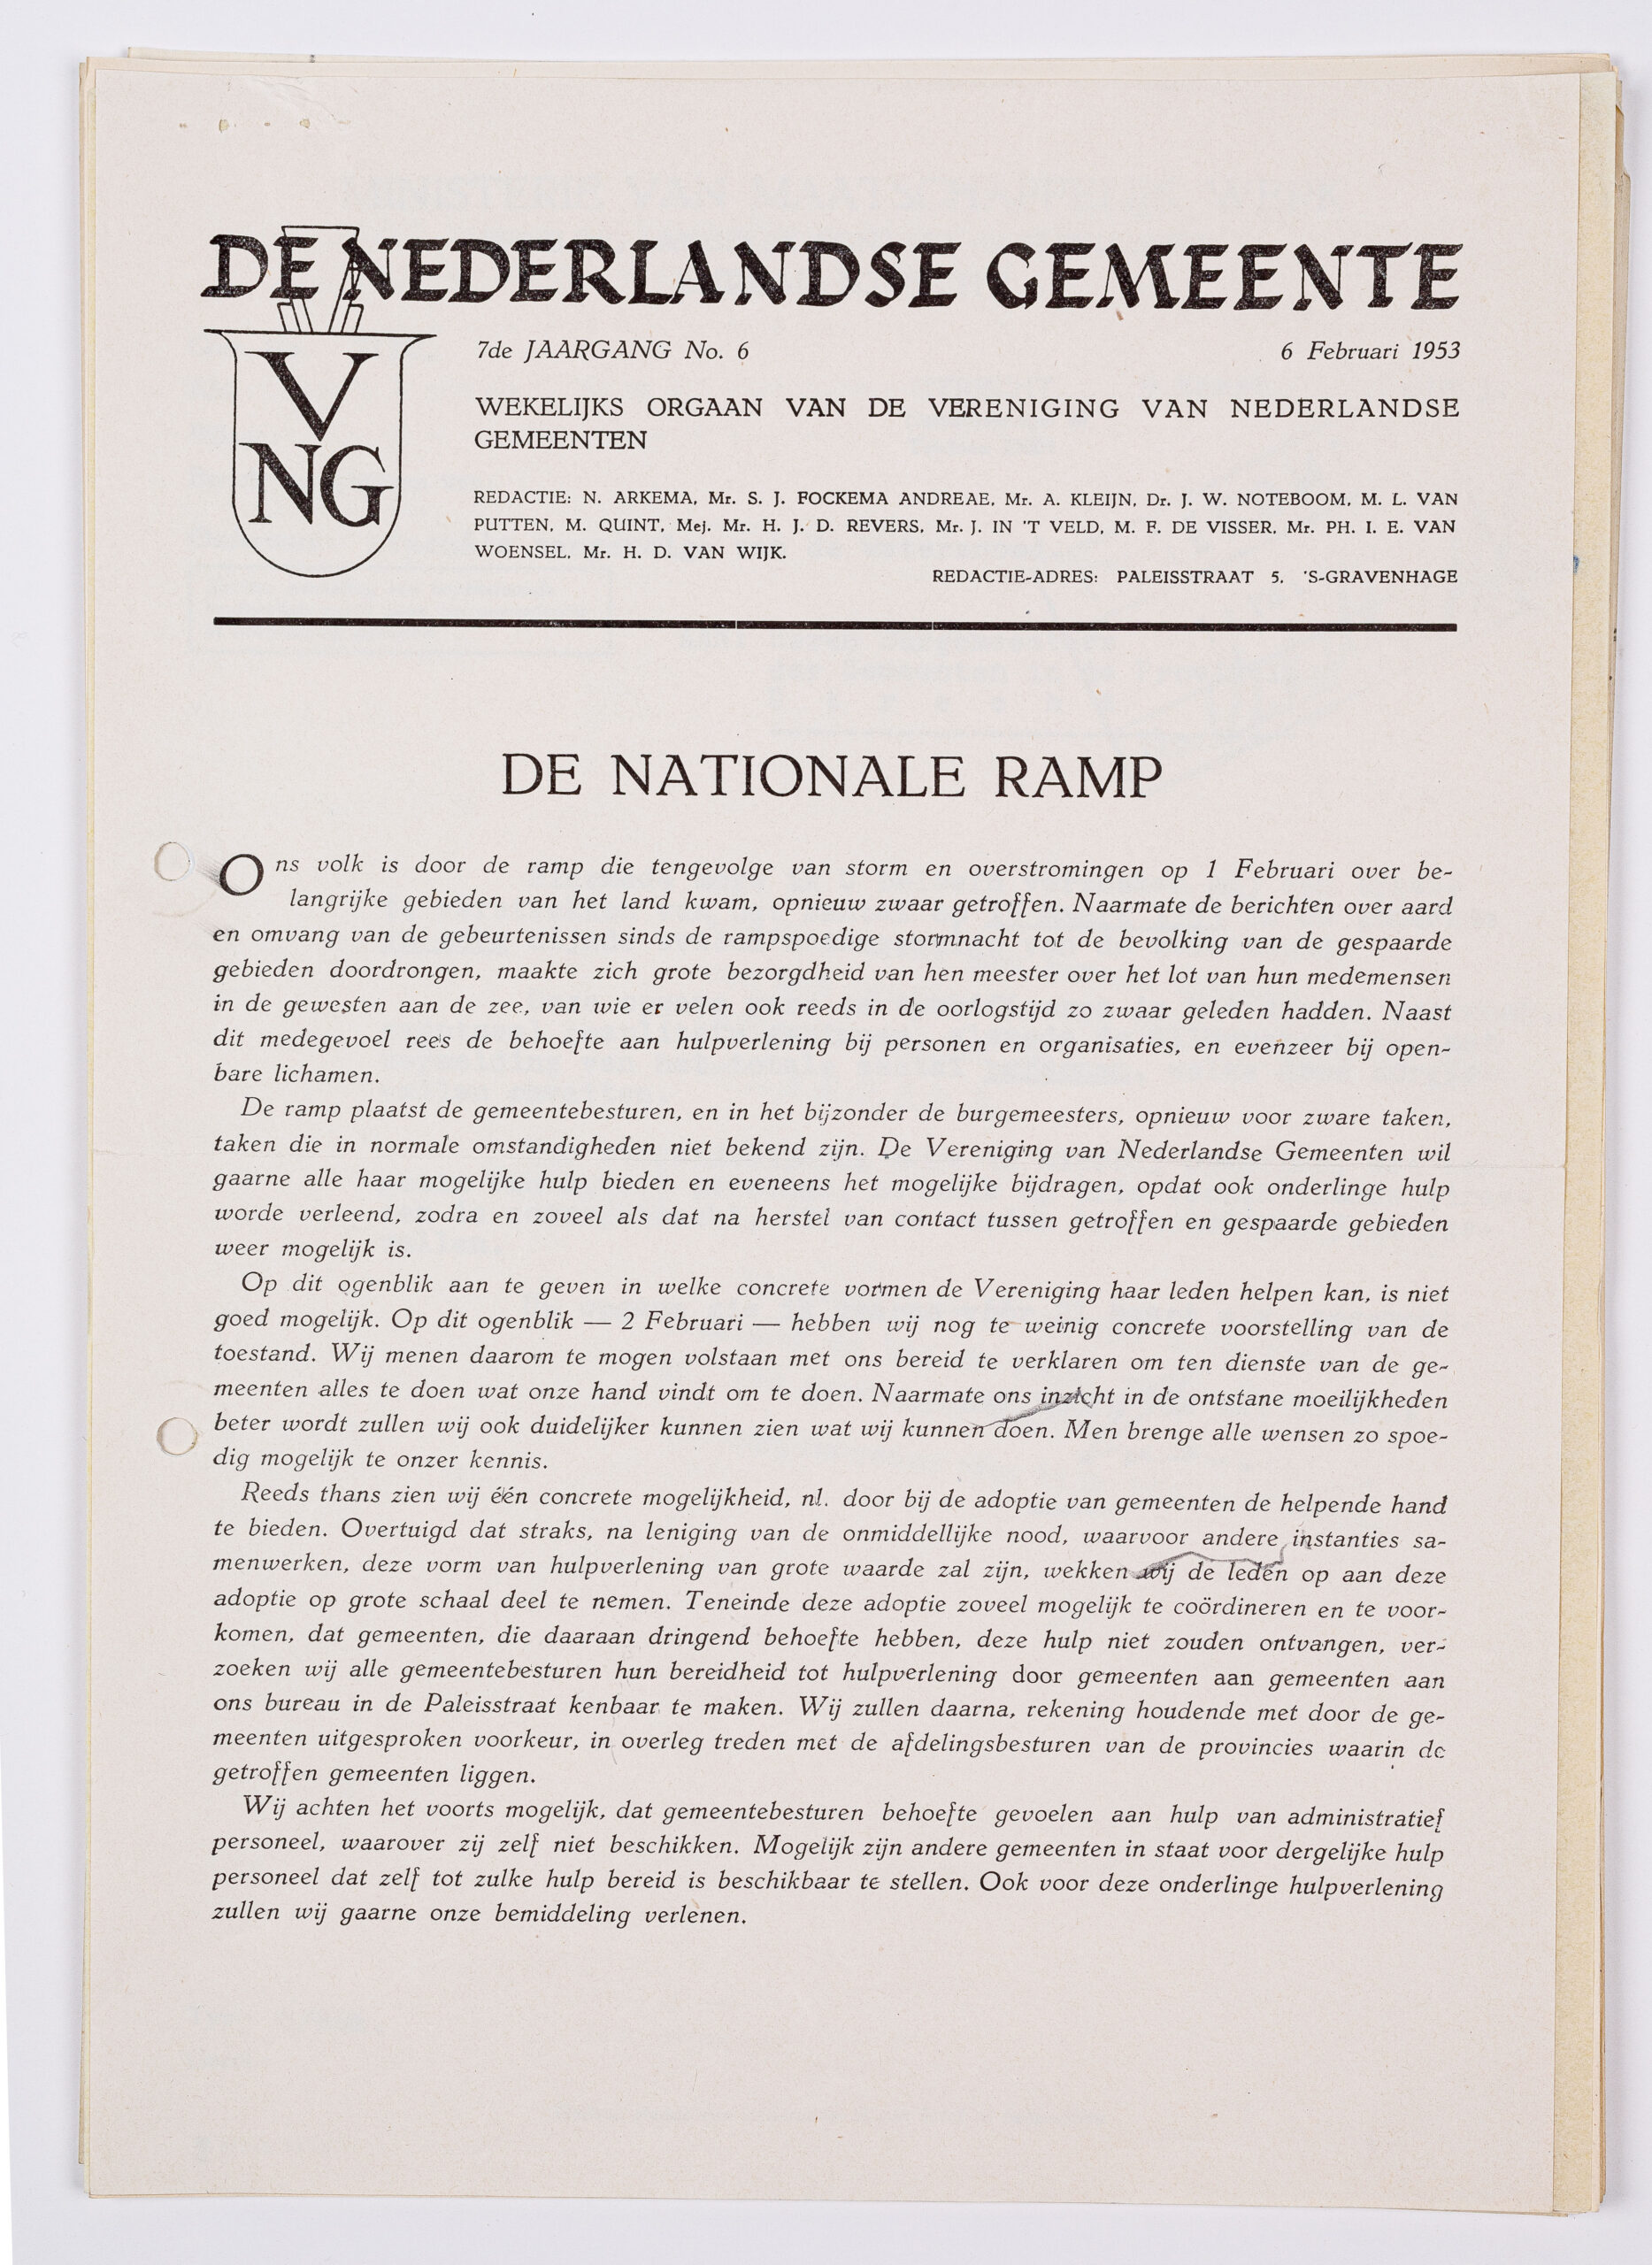 DE NEDERLANDSE GEMEENTE
V
NG
7de JAARGANG No. 6 6 Februari 1953
WEKELIJKS ORGAAN VAN DE VERENIGING VAN NEDERLANDSE
GEMEENTEN
REDACTIE: N. ARKEMA, Mr. S. J. FOCKEMA ANDREAE, Mr. A. KLEIJN, Dr. J. W. NOTEBOOM, M. L. VAN
PUTTEN, M. QUINT, Mej. Mr. H. J. D. REVERS, Mr. J. IN 'T VELD, M. F. DE VISSER, Mr. PH. I. E. VAN
WOENSEL, Mr. H. D. VAN WIJK.
REDACTIE-ADRES: PALEISSTRAAT 5, 'S-GRAVENHAGE
DE NATIONALE RAMP
Ons volk is door de ramp die tengevolge van storm en overstromingen op 1 Februari over be-
langrijke gebieden van het land kwam, opnieuw zwaar getroffen. Naarmate de berichten over aard
en omvang van de gebeurtenissen sinds de rampspoedige stormnacht tot de bevolking van de gespaarde
gebieden doordrongen, maakte zich grote bezorgdheid van hen meester over het lot van hun medemensen
in de gewesten aan de zee, van wie er velen ook reeds in de oorlogstijd zo zwaar geleden hadden. Naast
dit medegevoel rees de behoefte aan hulpverlening bij personen en organisaties, en evenzeer bij open-
bare lichamen.
De ramp plaatst de gemeentebesturen, en in het bijzonder de burgemeesters, opnieuw voor zware taken,
taken die in normale omstandigheden niet bekend zijn. De Vereniging van Nederlandse Gemeenten wil
gaarne alle haar mogelijke hulp bieden en eveneens het mogelijke bijdragen, opdat ook onderlinge hulp
worde verleend, zodra en zoveel als dat na herstel van contact tussen getroffen en gespaarde gebieden
weer mogelijk is.
Op dit ogenblik aan te geven in welke concrete vormen de Vereniging haar leden helpen kan, is niet
goed mogelijk. Op dit ogenblik — 2 Februari — hebben wij nog te weinig concrete voorstelling van de
toestand. Wij menen daarom te mogen volstaan met ons bereid te verklaren om ten dienste van de ge-
meenten alles te doen wat onze hand vindt om te doen. Naarmate ons inzicht in de ontstane moeilijkheden
beter wordt zullen wij ook duidelijker kunnen zien wat wij kunnen doen. Men brenge alle wensen zo spoe-
dig mogelijk te onzer kennis.
Reeds thans zien wij één concrete mogelijkheid, nl. door bij de adoptie van gemeenten de helpende hand
te bieden. Overtuigd dat straks, na leniging van de onmiddellijke nood, waarvoor andere instanties sa-
menwerken, deze vorm van hulpverlening van grote waarde zal zijn, wekken wij de leden op aan deze
adoptie op grote schaal deel te nemen. Teneinde deze adoptie zoveel mogelijk te coördineren en te voor-
komen, dat gemeenten, die daaraan dringend behoefte hebben, deze hulp niet zouden ontvangen, ver-
zoeken wij alle gemeentebesturen hun bereidheid tot hulpverlening door gemeenten aan gemeenten aan
ons bureau in de Paleisstraat kenbaar te maken. Wij zullen daarna, rekening houdende met door de ge-
meenten uitgesproken voorkeur, in overleg treden met de afdelingsbesturen van de provincies waarin de
getroffen gemeenten liggen.
Wij achten het voorts mogelijk, dat gemeentebesturen behoefte gevoelen aan hulp van administratief
personeel, waarover zij zelf niet beschikken. Mogelijk zijn andere gemeenten in staat voor dergelijke hulp
personeel dat zelf tot zulke hulp bereid is beschikbaar te stellen. Ook voor deze onderlinge hulpverlening
zullen wij gaarne onze bemiddeling verlenen.